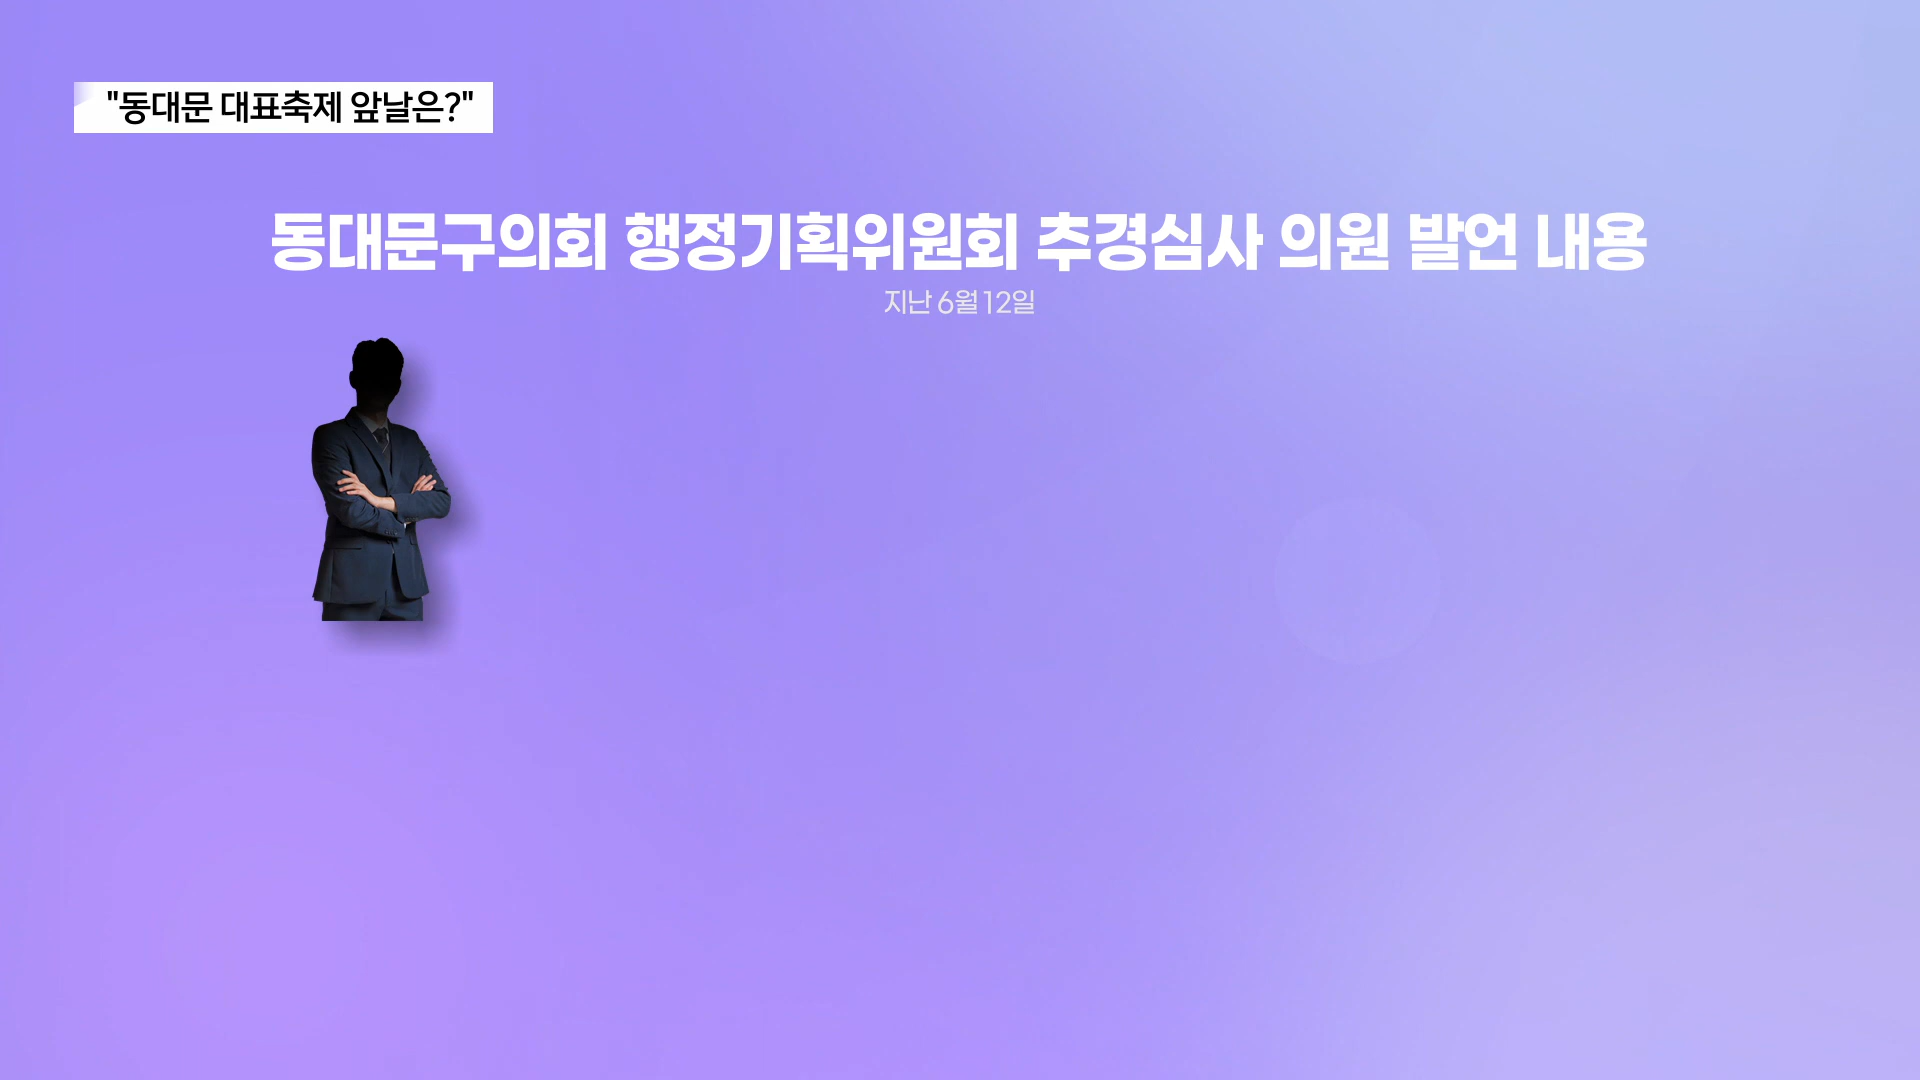 "동대문 대표축제 앞날은?"
동대문구의회 행정기획위원회 추경심사 의원 발언 내용
지난 6월 12일